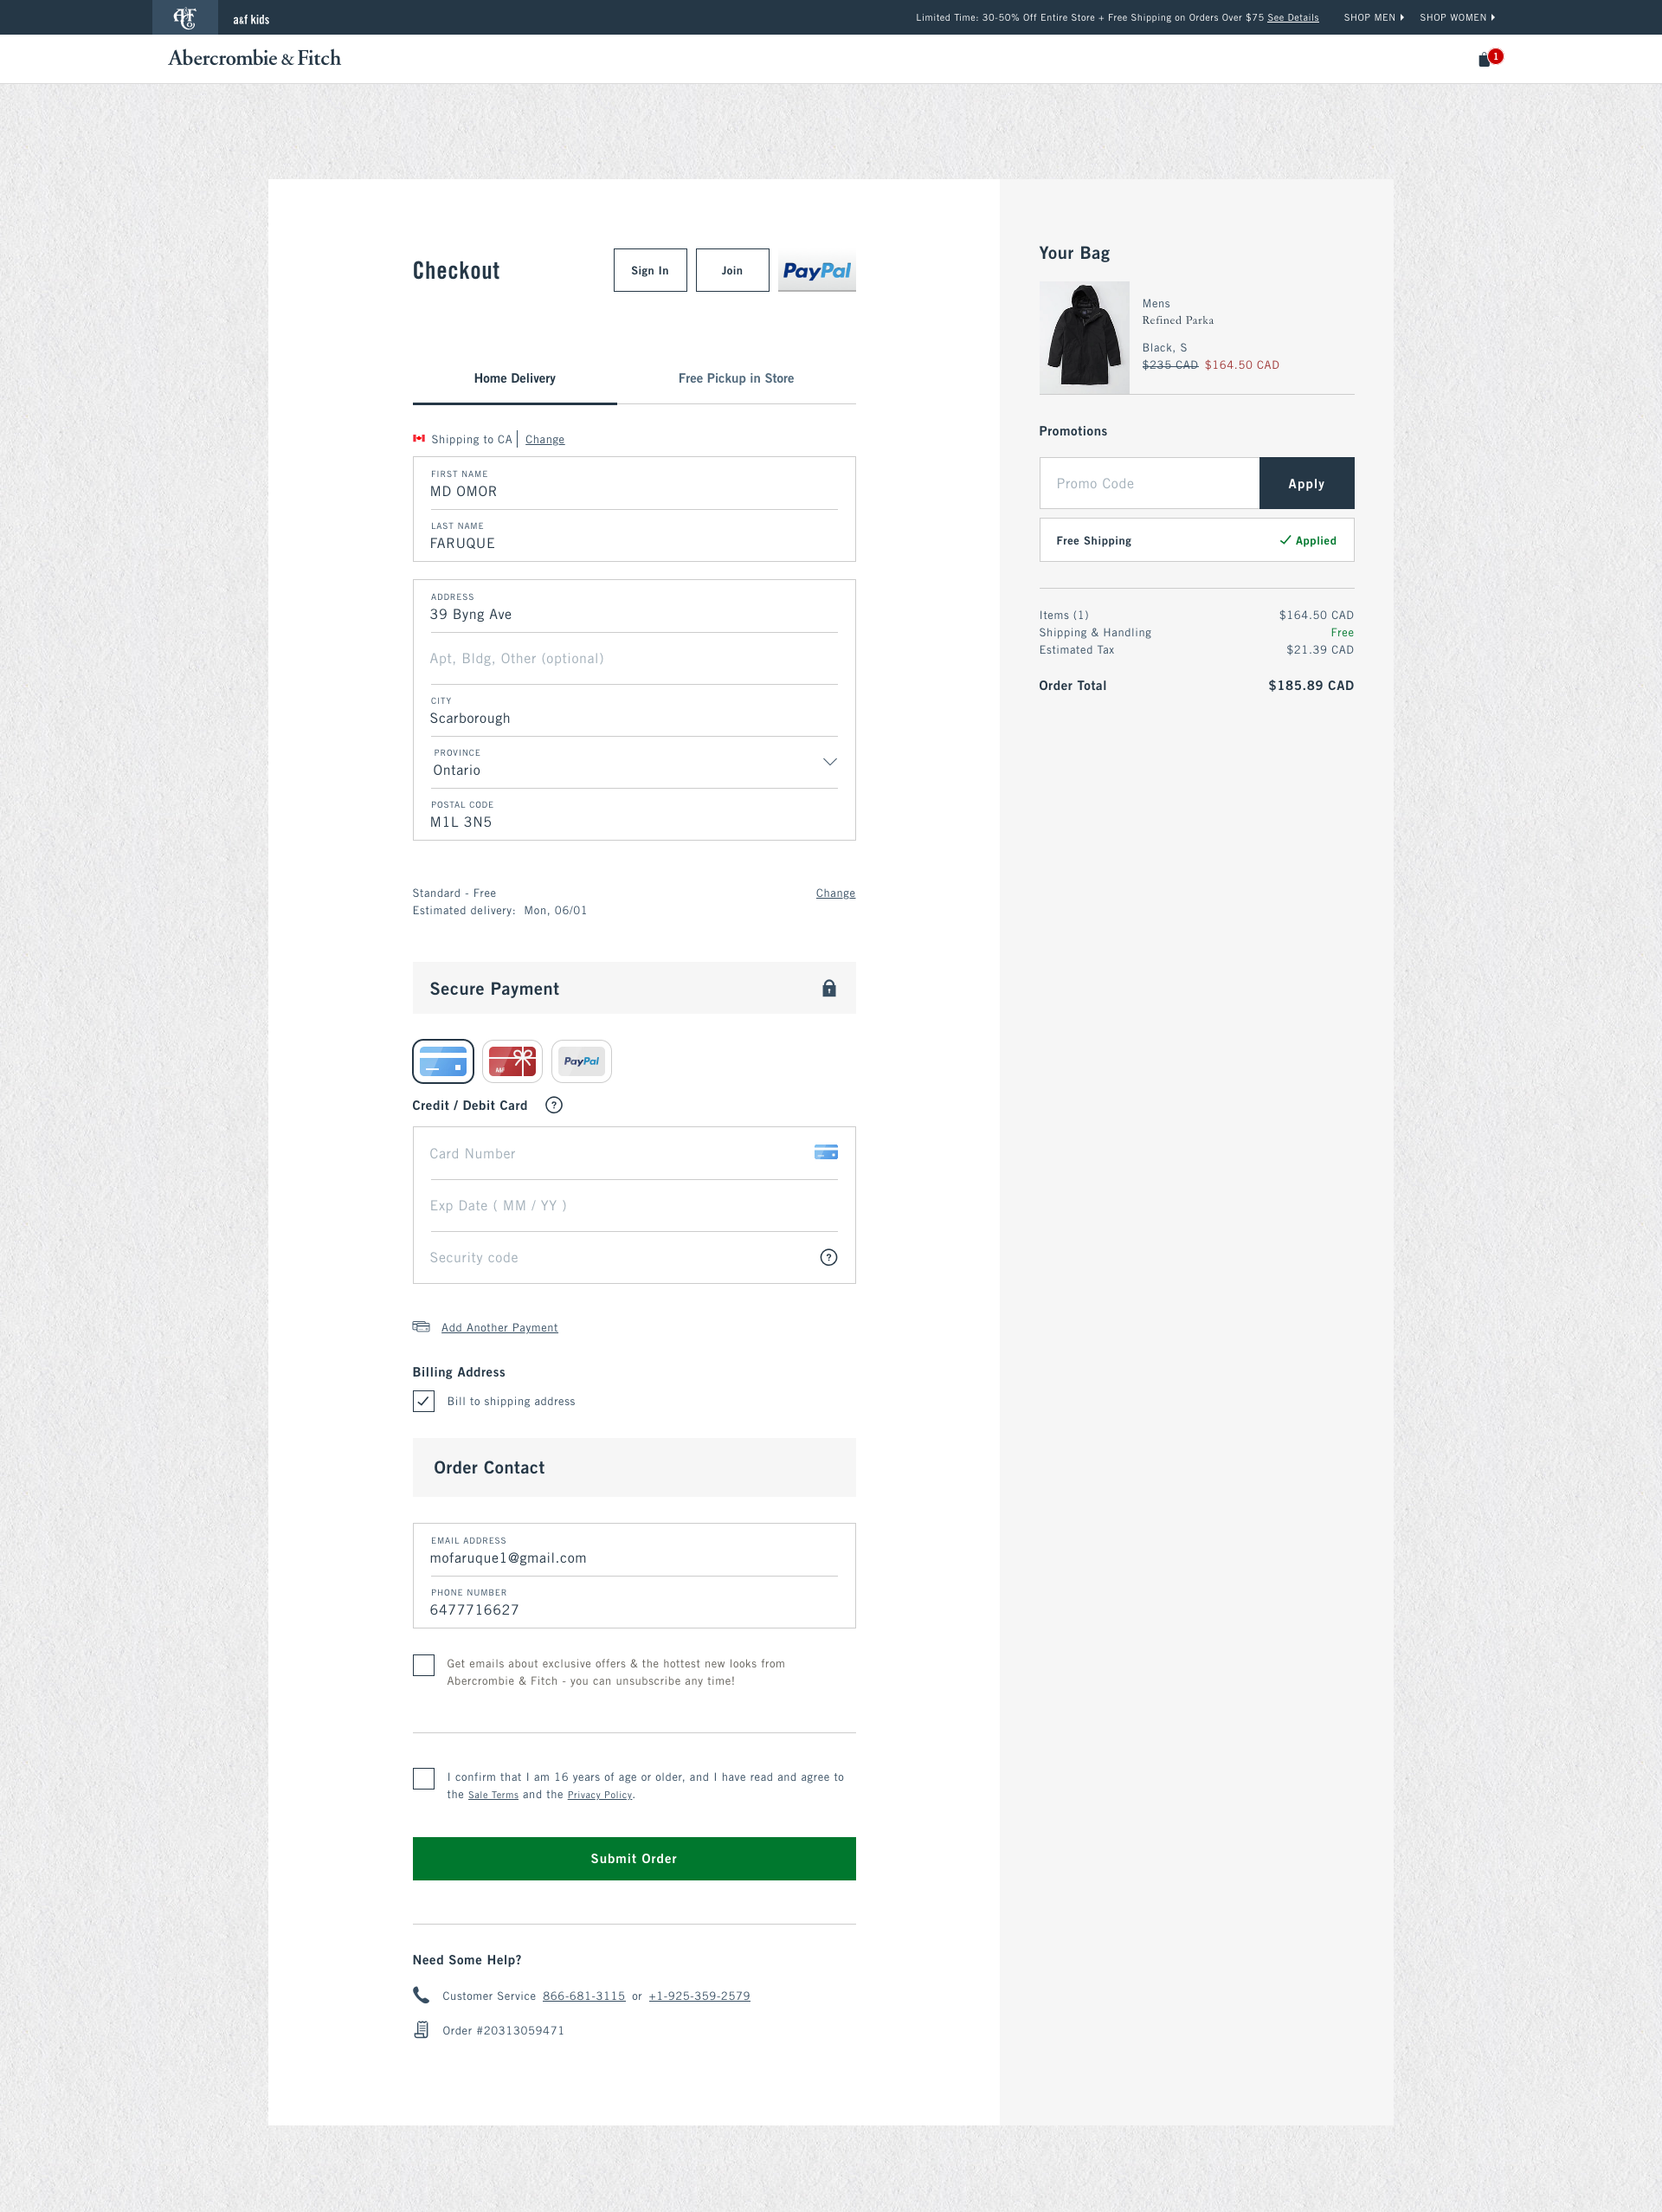 a&f kids
Limited Time: 30-50% Off Entire Store + Free Shipping on Orders Over $75 See Details
SHOP MEN
SHOP WOMEN
Abercrombie & Fitch
1
Checkout
Sign In
Join
PayPal
Home Delivery
Free Pickup in Store
Shipping to CA
Change
FIRST NAME
MD OMOR
LAST NAME
FARUQUE
ADDRESS
39 Byng Ave
Apt, Bldg, Other (optional)
CITY
Scarborough
PROVINCE
Ontario
POSTAL CODE
M1L 3N5
Standard - Free
Change
Estimated delivery: Mon, 06/01
Secure Payment
PayPal
Credit / Debit Card
?
Card Number
Exp Date ( MM / YY )
Security code
?
Add Another Payment
Billing Address
Bill to shipping address
Order Contact
EMAIL ADDRESS
mofaruque1@gmail.com
PHONE NUMBER
6477716627
Get emails about exclusive offers & the hottest new looks from
Abercrombie & Fitch - you can unsubscribe any time!
I confirm that I am 16 years of age or older, and I have read and agree to
the Sale Terms and the Privacy Policy.
Submit Order
Need Some Help?
Customer Service 866-681-3115 or +1-925-359-2579
Order #20313059471
Your Bag
Mens
Refined Parka
Black, S
$235 CAD $164.50 CAD
Promotions
Promo Code
Apply
Free Shipping
Applied
Items (1)
$164.50 CAD
Shipping & Handling
Free
Estimated Tax
$21.39 CAD
Order Total
$185.89 CAD